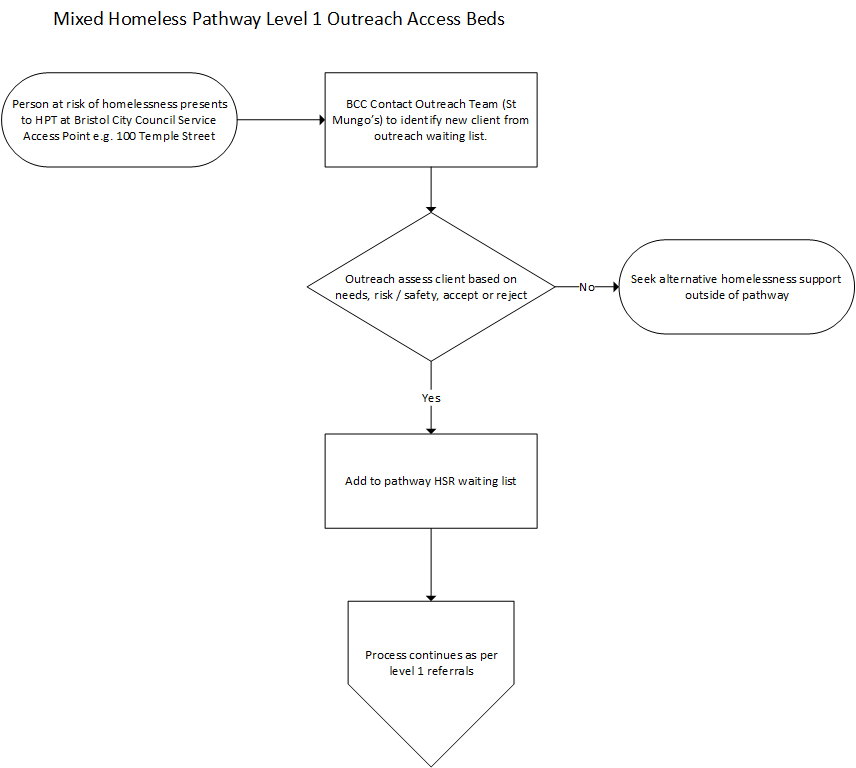 Mixed Homeless Pathway Level 1 Outreach Access Beds
Person at risk of homelessness presents
to HPT at Bristol City Council Service
Access Point e.g. 100 Temple Street
BCC Contact Outreach Team (St
Mungo's) to identify new client from
outreach waiting list.
Outreach assess client based on
needs, risk / safety, accept or reject
No
Seek alternative homelessness support
outside of pathway
Yes
Add to pathway HSR waiting list
Process continues as per
level 1 referrals